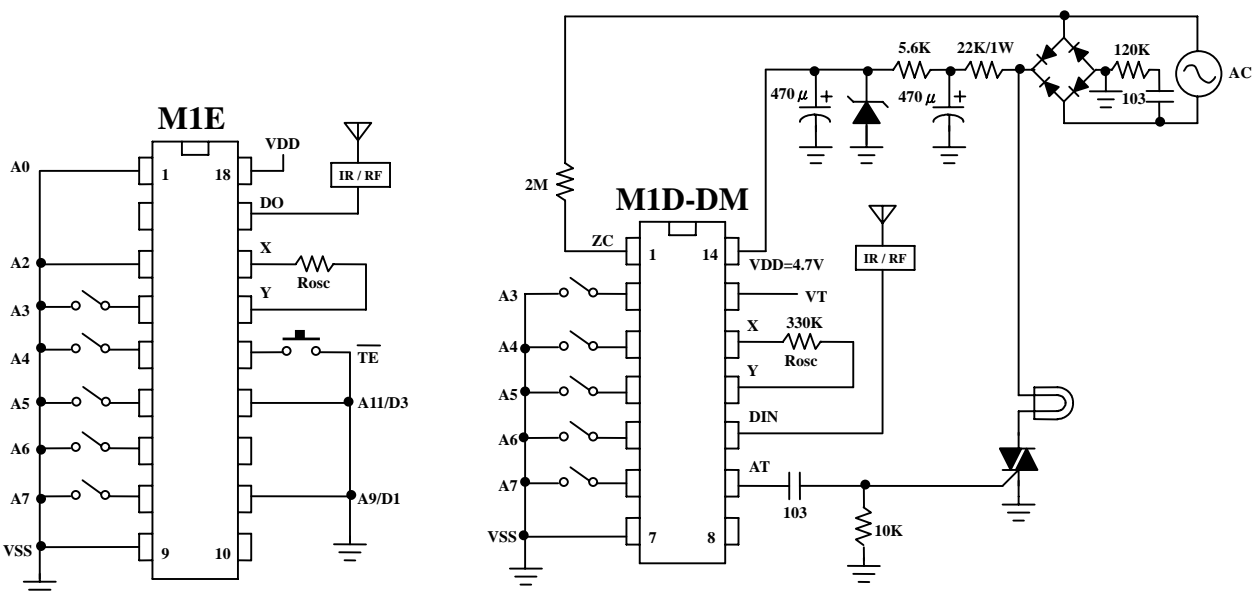 M1E
A0
1
18
VDD
IR / RF
DO
A2
X
Rosc
Y
A3
A4
TE
A5
A11/D3
A6
A7
A9/D1
VSS
9
10
5.6K
22K/1W
120K
AC
470 μ
+
470 μ
+
103
2M
M1D-DM
ZC
1
14
VDD=4.7V
IR / RF
A3
VT
A4
X
330K
Rosc
A5
Y
A6
DIN
A7
AT
103
10K
VSS
7
8